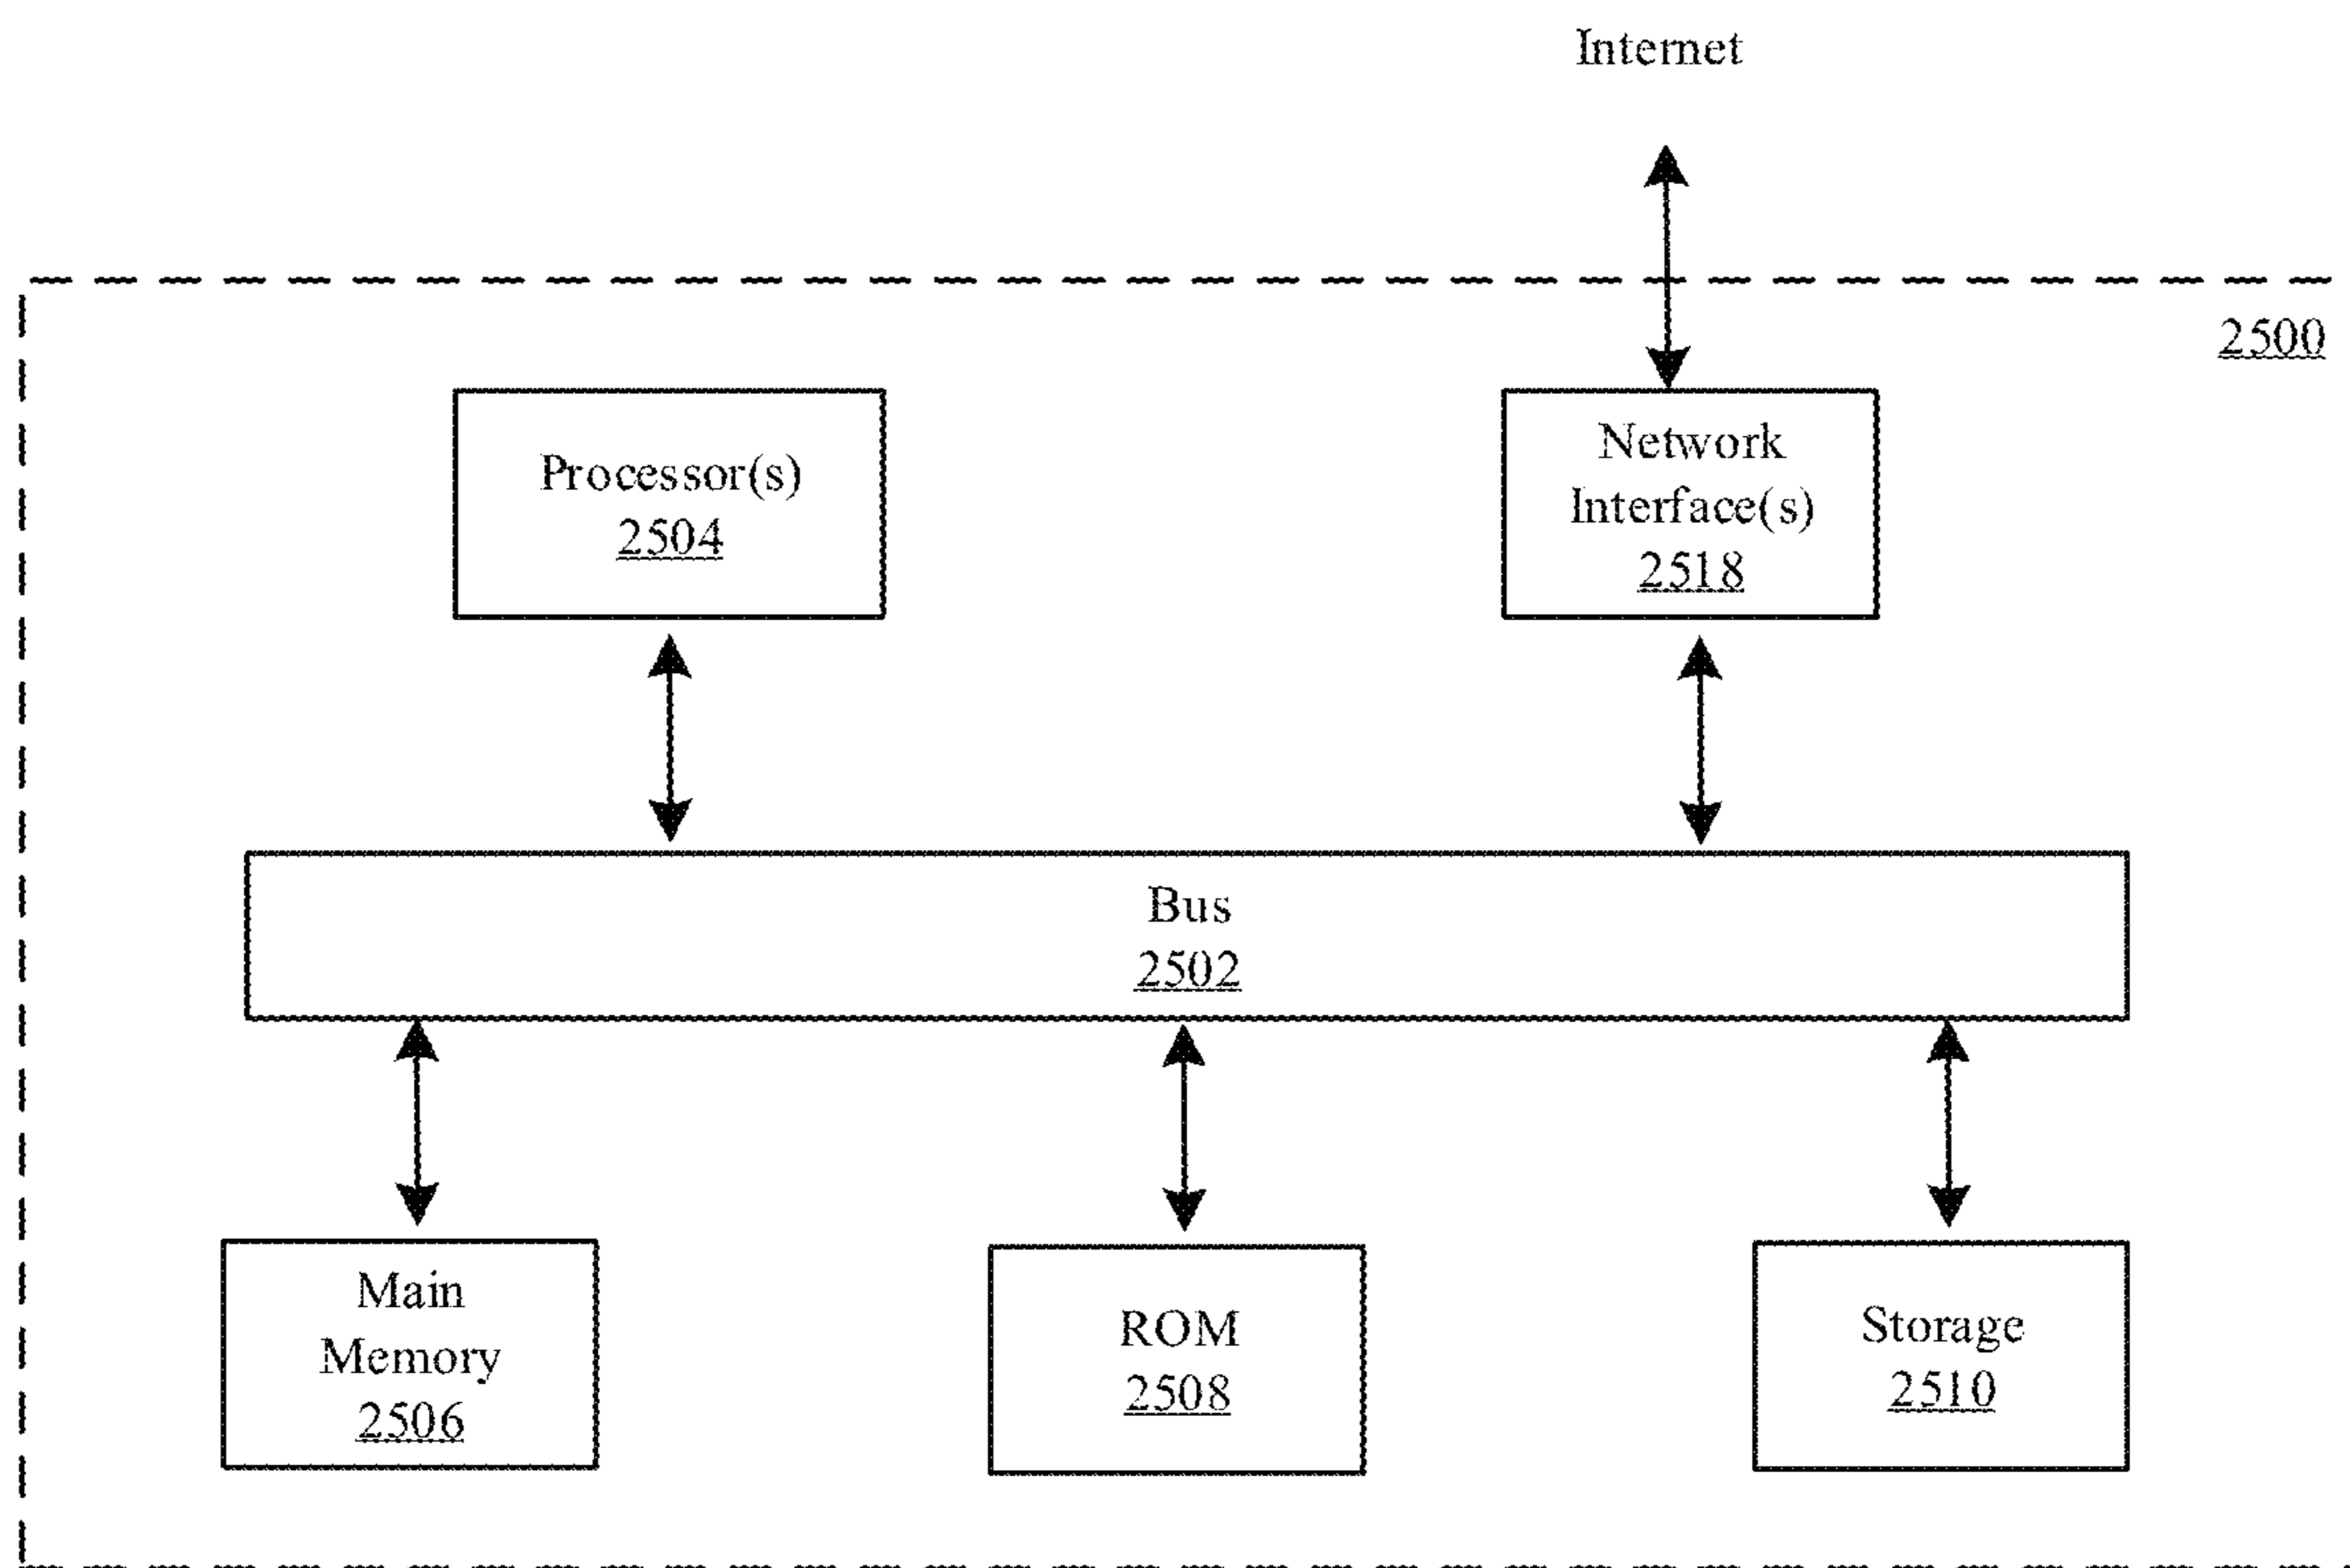 Internet
2500
Processor(s)
2504
Network
Interface(s)
2518
Bus
2502
Main
Memory
2506
ROM
2508
Storage
2510